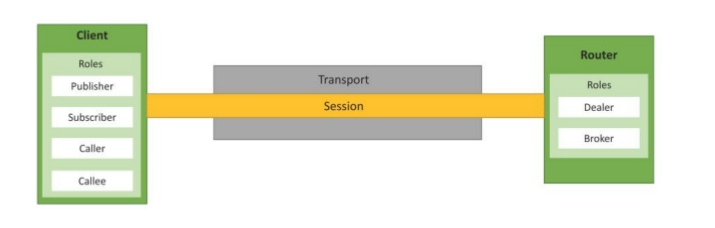 Client
Roles
Publisher
Subscriber
Caller
Callee
Transport
Session
Router
Roles
Dealer
Broker